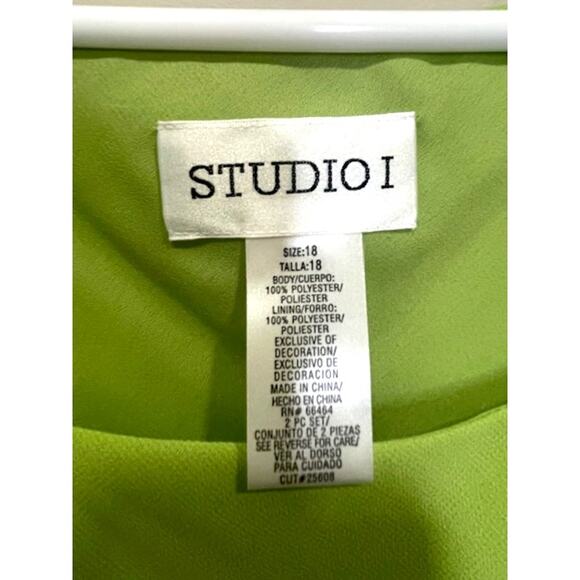 STUDIO I
SIZE:18
TALLA:18
BODY/CUERPO:
100% POLYESTER/
POLIESTER
LINING/FORRO:
100% POLYESTER/
POLIESTER
EXCLUSIVE OF
DECORATION/
EXCLUSIVO DE
DECORACION
MADE IN CHINA/
HECHO EN CHINA
RN# 66464
2 PC SET/
CONJUNTO DE 2 PIEZAS
SEE REVERSE FOR CARE/
VER AL DORSO
PARA CUIDADO
CUT#25608